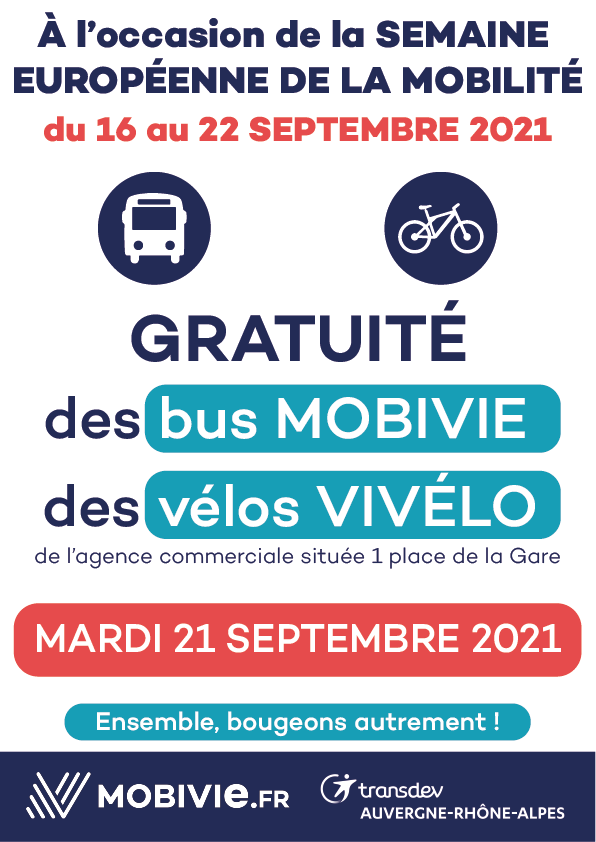 À l'occasion de la SEMAINE
EUROPÉENNE DE LA MOBILITÉ
du 16 au 22 SEPTEMBRE 2021
GRATUITÉ
des bus MOBIVIE
des vélos VIVÉLO
de l'agence commerciale située 1 place de la Gare
MARDI 21 SEPTEMBRE 2021
Ensemble, bougeons autrement !
MOBIVIe.FR
transdev
AUVERGNE-RHÔNE-ALPES